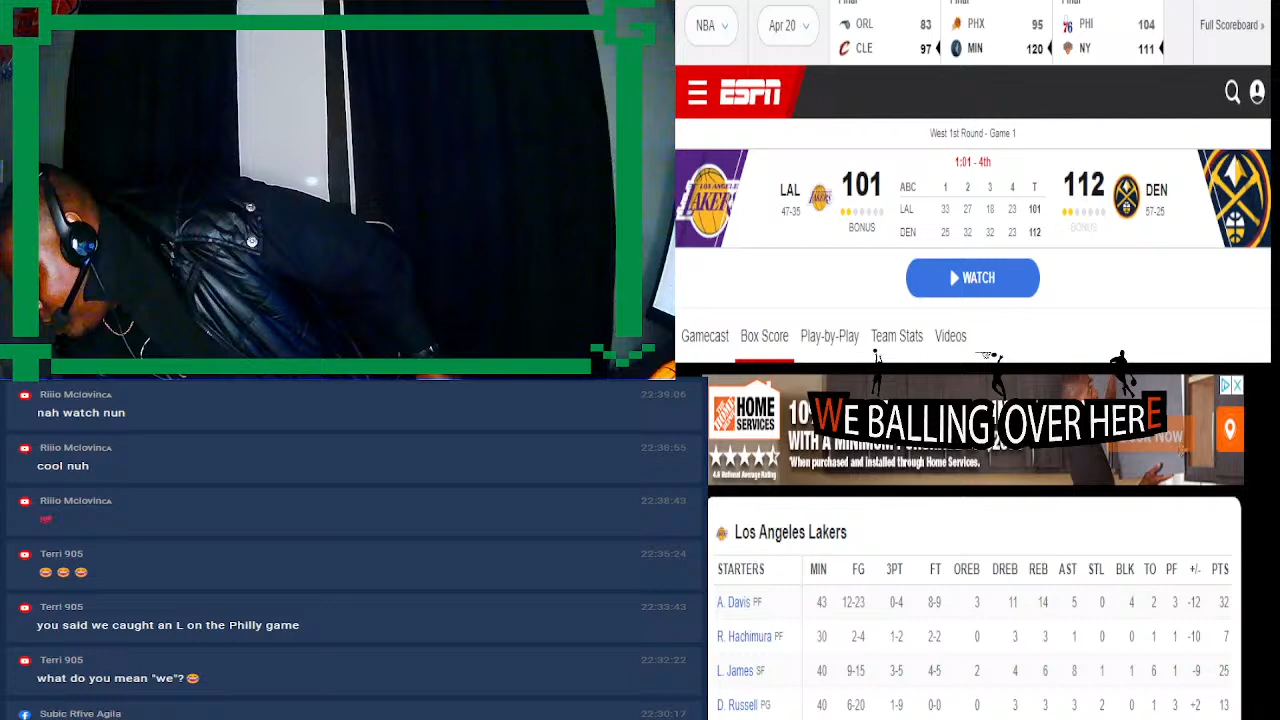 Final
Final
Final
NBA
Apr 20
ORL 83
CLE 97
PHX 95
MIN 120
PHI 104
NY 111
Full Scoreboard »
ESPN
West 1st Round - Game 1
1:01 - 4th
LAL
47-35
101
BONUS
ABC 1 2 3 4 T
LAL 33 27 18 23 101
DEN 25 32 32 23 112
112
BONUS
DEN
57-25
LOS ANGELES
LAKERS
WATCH
Gamecast Box Score Play-by-Play Team Stats Videos
Riiio Mclovinca 22:39:06
nah watch nun
Riiio Mclovinca 22:38:55
cool nuh
Riiio Mclovinca 22:38:43
Terri 905 22:35:24
Terri 905 22:33:43
you said we caught an L on the Philly game
Terri 905 22:32:22
what do you mean "we"?
Subic Rfive Agila 22:30:17
HOME
SERVICES
WE BALLING OVER HERE
WITH A MINIMUM
NOW
*When purchased and installed through Home Services.
Los Angeles Lakers
STARTERS MIN FG 3PT FT OREB DREB REB AST STL BLK TO PF +/- PTS
A. Davis PF 43 12-23 0-4 8-9 3 11 14 5 0 4 2 3 -12 32
R. Hachimura PF 30 2-4 1-2 2-2 0 3 3 1 0 0 1 1 -10 7
L. James SF 40 9-15 3-5 4-5 2 4 6 8 1 1 6 1 -9 25
D. Russell PG 40 6-20 1-9 0-0 0 3 3 3 2 0 1 3 +2 13